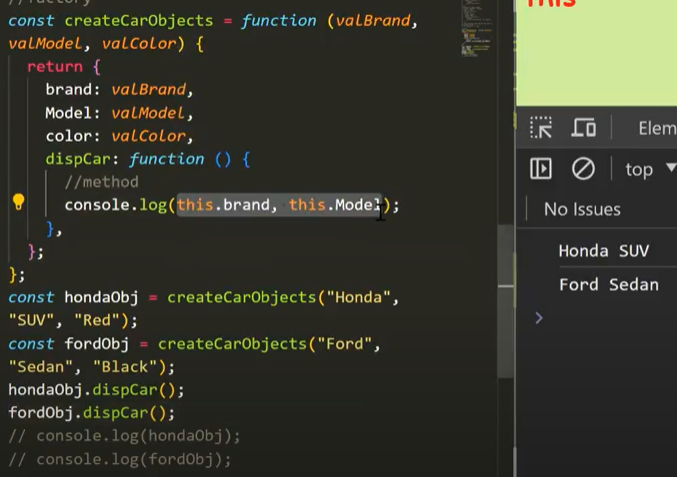 //factory
const createCarObjects = function (valBrand,
valModel, valColor) {
return {
brand: valBrand,
Model: valModel,
color: valColor,
dispCar: function () {
//method
console.log(this.brand, this.Model);
},
};
};
const hondaObj = createCarObjects("Honda",
"SUV", "Red");
const fordObj = createCarObjects("Ford",
"Sedan", "Black");
hondaObj.dispCar();
fordObj.dispCar();
// console.log(hondaObj);
// console.log(fordObj);
This
Elem
top
No Issues
Honda SUV
Ford Sedan